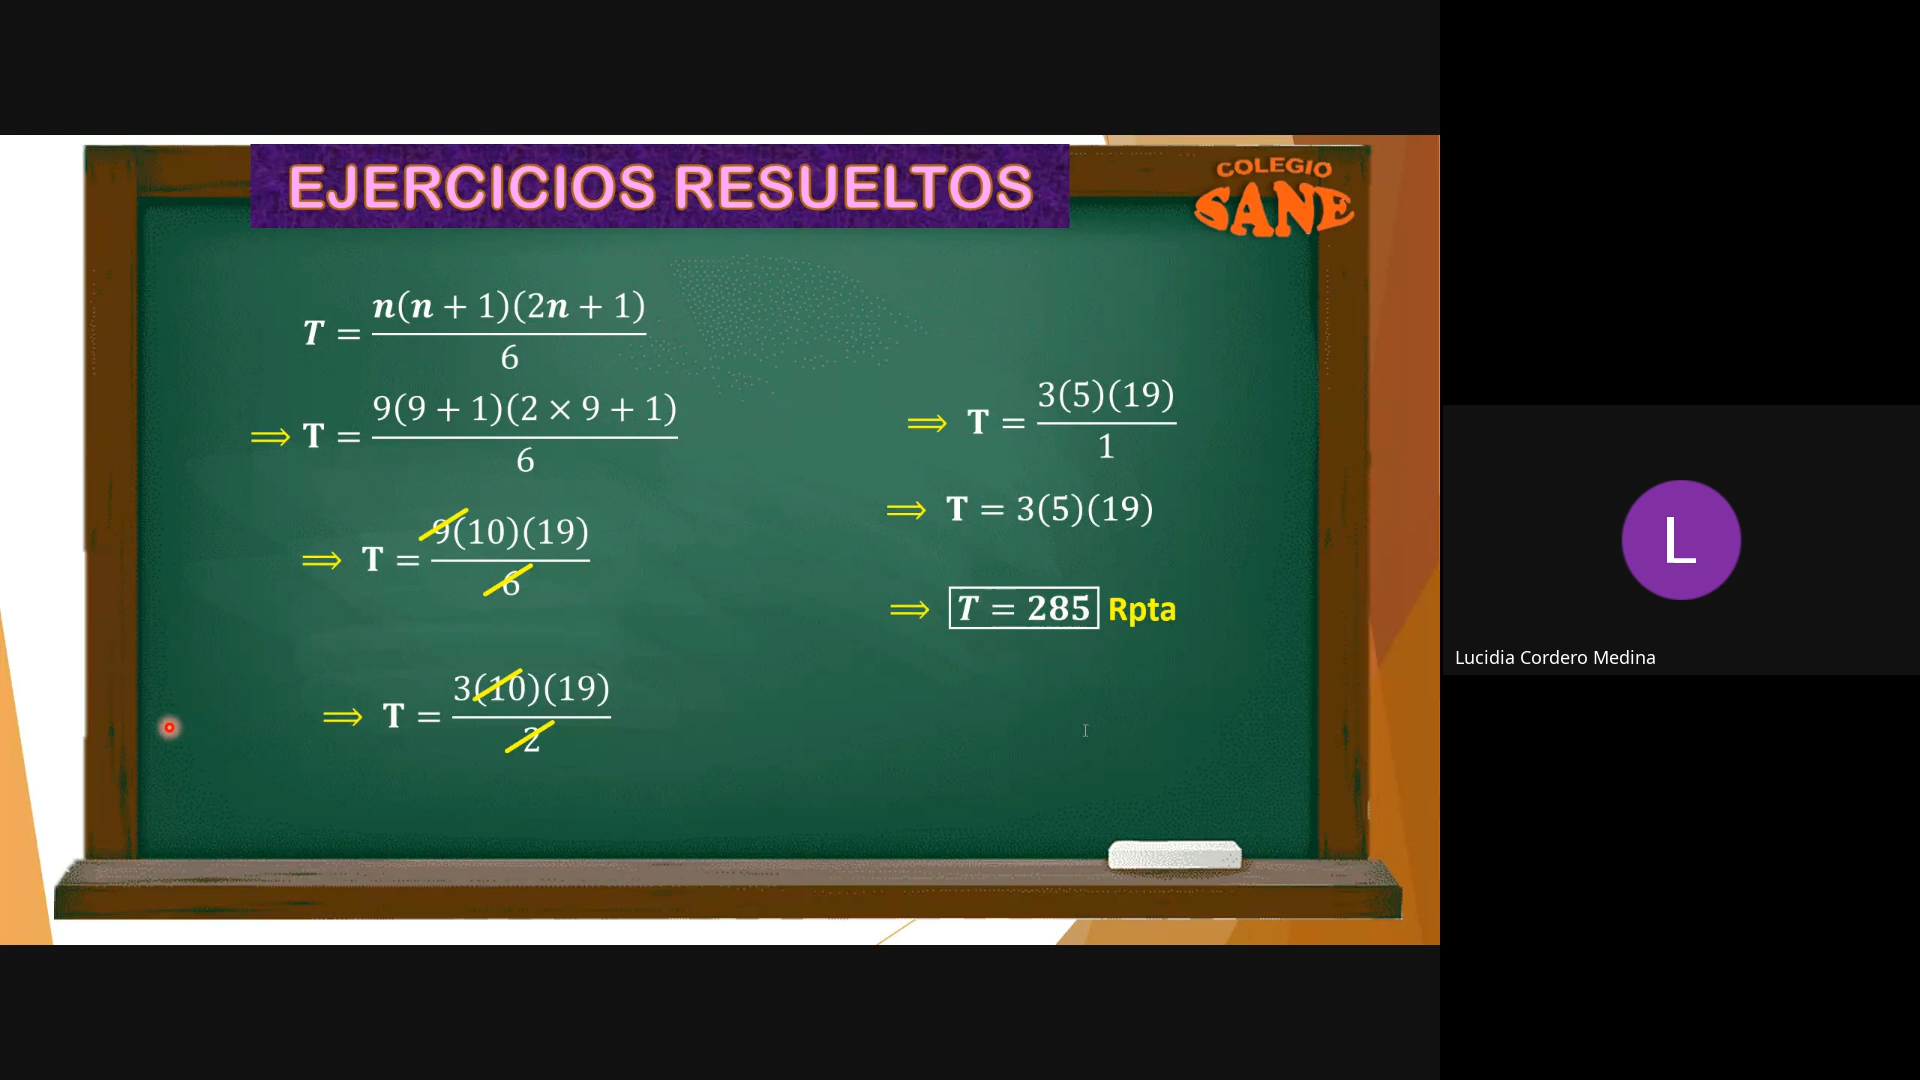 EJERCICIOS RESUELTOS
COLEGIO
SANE
T = n(n + 1)(2n + 1) / 6
⟹ T = 9(9 + 1)(2 × 9 + 1) / 6
⟹ T = 9(10)(19) / 6
⟹ T = 3(10)(19) / 2
⟹ T = 3(5)(19) / 1
⟹ T = 3(5)(19)
⟹ T = 285 Rpta
L
Lucidia Cordero Medina